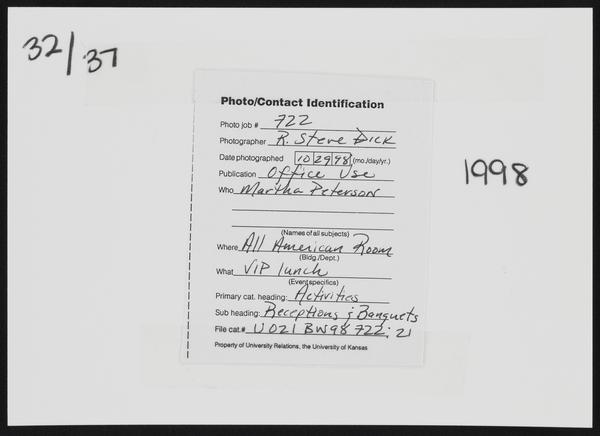 32/37
Photo/Contact Identification
Photo job # 722
Photographer R. Steve Dick
Date photographed 10 29 98 (mo./day/yr.)
Publication Office Use
Who Martha Peterson
(Names of all subjects)
Where All American Room
(Bldg./Dept.)
What VIP lunch
(Event specifics)
Primary cat. heading: Activities
Sub heading: Receptions & Banquets
File cat.# U021 BW98 722; 21
Property of University Relations, the University of Kansas
1998